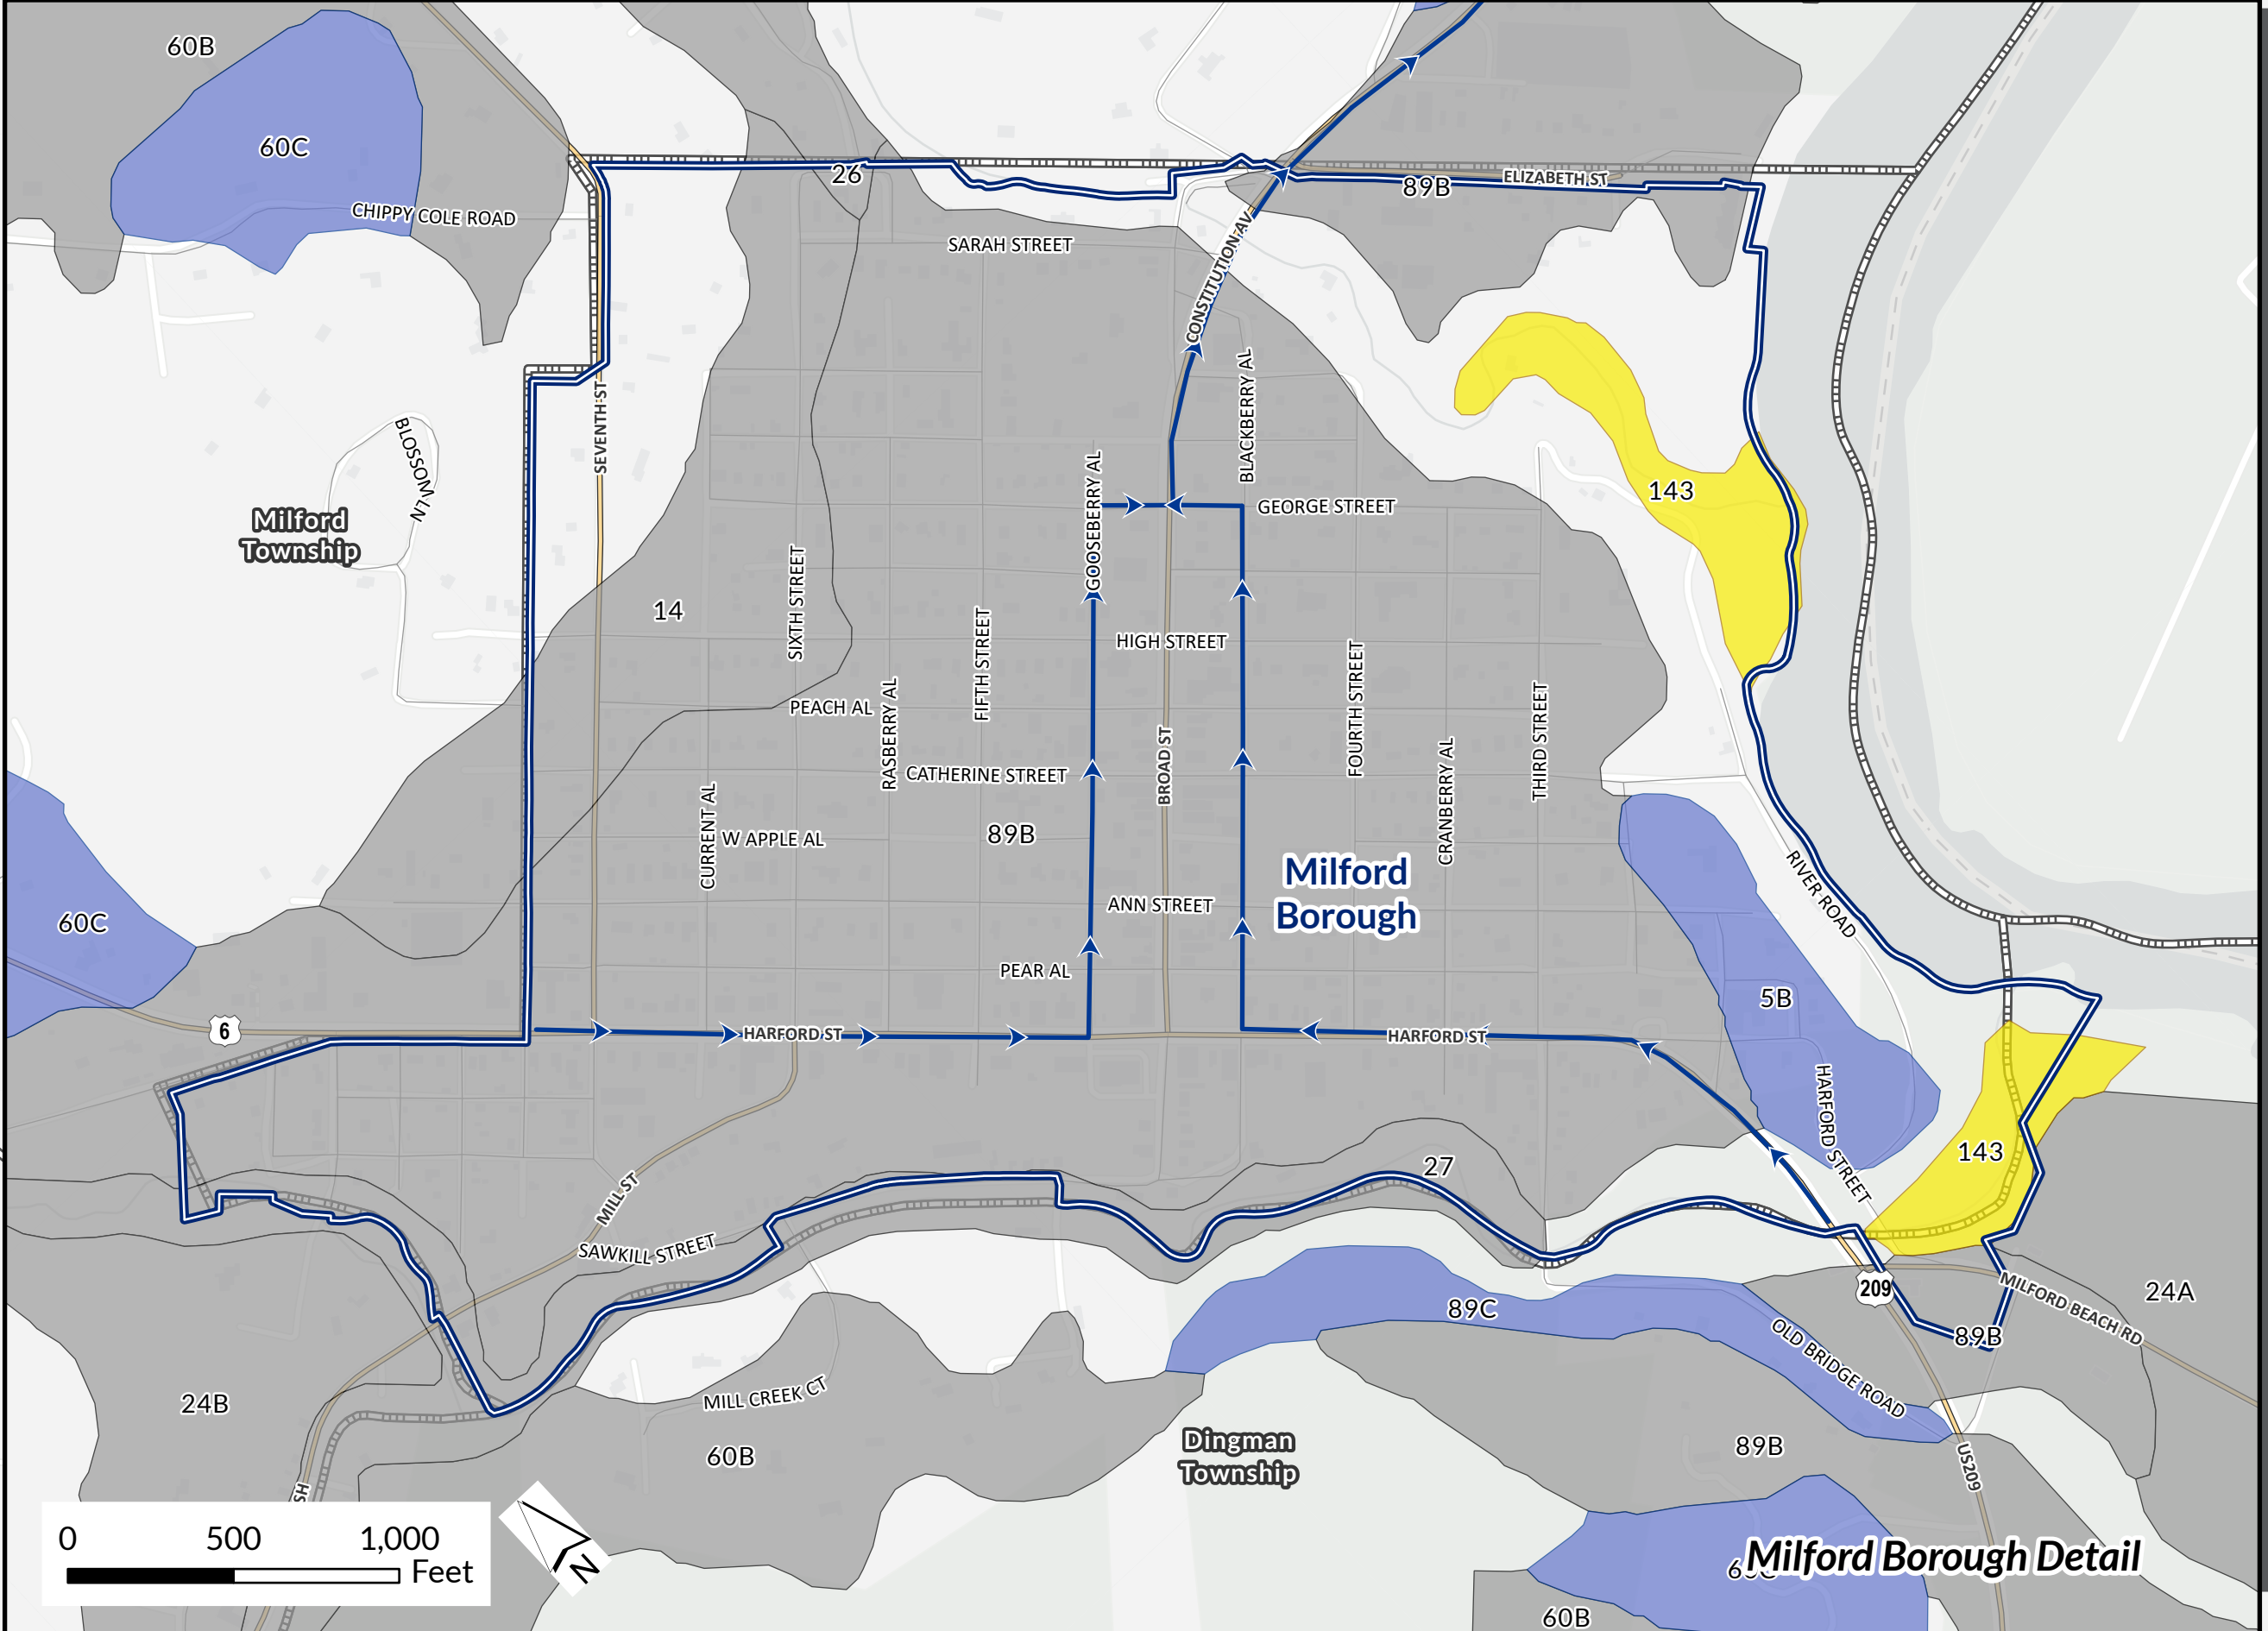 60B
60C
CHIPPY COLE ROAD
26
89B
ELIZABETH ST
SARAH STREET
CONSTITUTION AV
BLACKBERRY AL
SEVENTH ST
BLOSSOM LN
Milford
Township
GOOSEBERRY AL
GEORGE STREET
143
14
SIXTH STREET
FIFTH STREET
HIGH STREET
FOURTH STREET
PEACH AL
RASBERRY AL
THIRD STREET
CATHERINE STREET
BROAD ST
CRANBERRY AL
CURRENT AL
W APPLE AL
89B
Milford
Borough
RIVER ROAD
60C
ANN STREET
PEAR AL
5B
6
HARFORD ST
HARFORD ST
HARFORD STREET
143
27
MILL ST
SAWKILL STREET
209
MILFORD BEACH RD
24A
89C
89B
OLD BRIDGE ROAD
24B
MILL CREEK CT
60B
Dingman
Township
89B
US209
SH
0 500 1,000
Feet
N
Milford Borough Detail
60B